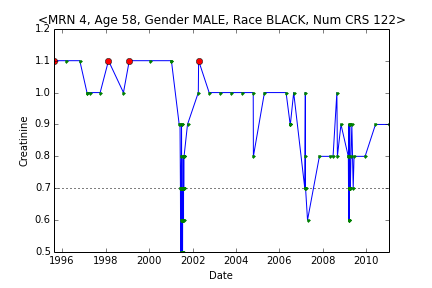 <MRN 4, Age 58, Gender MALE, Race BLACK, Num CRS 122>
1.2
1.1
1.0
0.9
0.8
0.7
0.6
0.5
Creatinine
1996 1998 2000 2002 2004 2006 2008 2010
Date